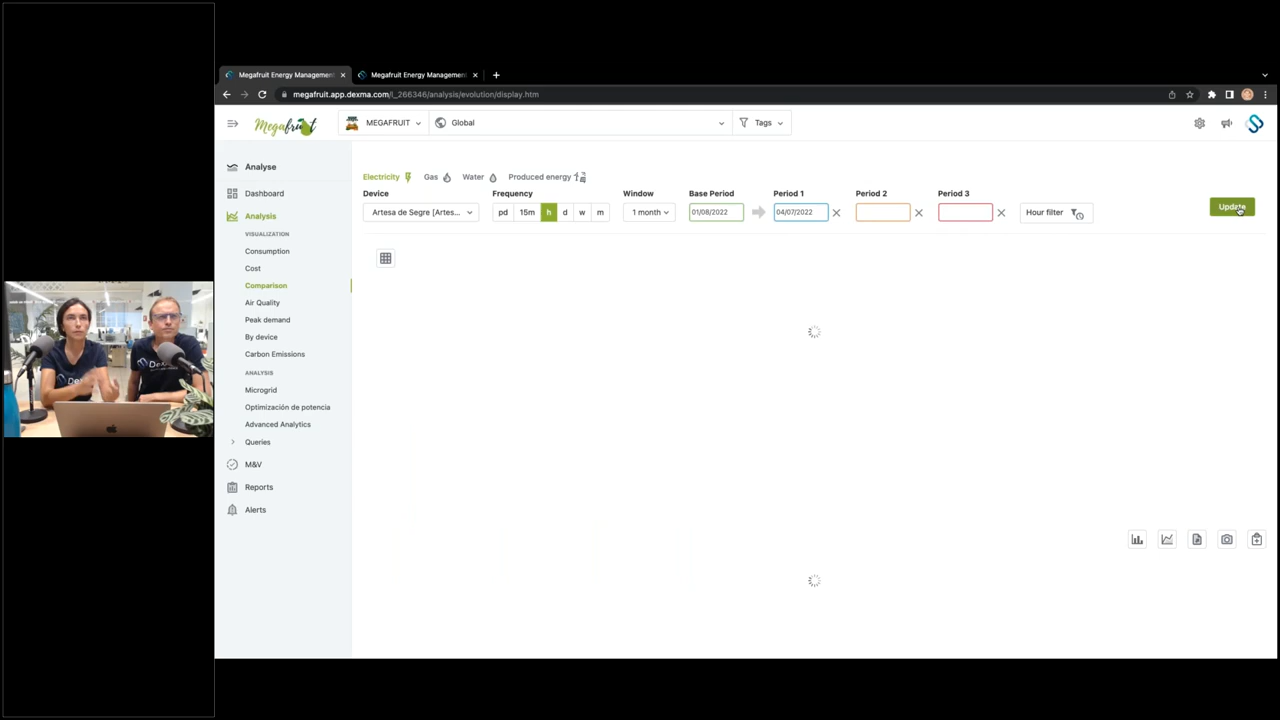 Megafruit Energy Management
Megafruit Energy Management
megafruit.app.dexma.com/l_266346/analysis/evolution/display.htm
Megafruit
MEGAFRUIT
Global
Tags
Analyse
Dashboard
Analysis
VISUALIZATION
Consumption
Cost
Comparison
Air Quality
Peak demand
By device
Carbon Emissions
ANALYSIS
Microgrid
Optimización de potencia
Advanced Analytics
Queries
M&V
Reports
Alerts
Electricity Gas Water Produced energy
Device Frequency Window Base Period Period 1 Period 2 Period 3
Artesa de Segre [Artes... pd 15m h d w m 1 month 01/08/2022 04/07/2022 Hour filter Update